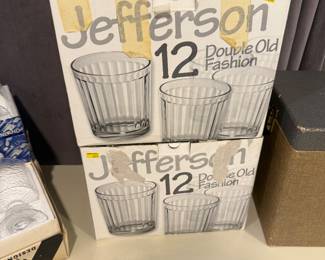 Jefferson
12 Double Old
Fashion
Jefferson
12 Double Old
Fashion